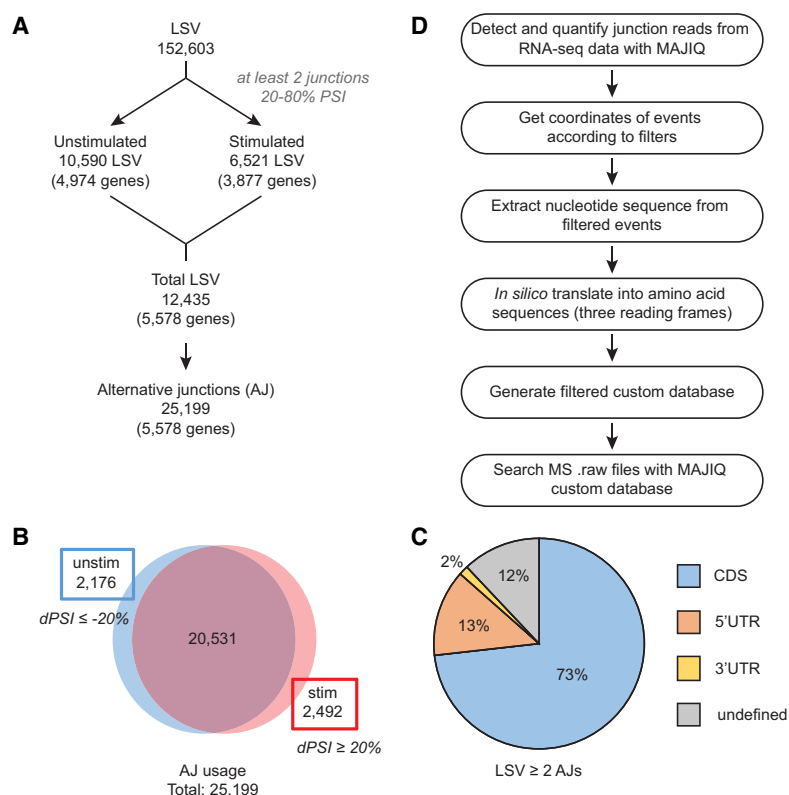 A
LSV
152,603
at least 2 junctions
20-80% PSI
Unstimulated
10,590 LSV
(4,974 genes)
Stimulated
6,521 LSV
(3,877 genes)
Total LSV
12,435
(5,578 genes)
Alternative junctions (AJ)
25,199
(5,578 genes)
D
Detect and quantify junction reads from
RNA-seq data with MAJIQ
Get coordinates of events
according to filters
Extract nucleotide sequence from
filtered events
In silico translate into amino acid
sequences (three reading frames)
Generate filtered custom database
Search MS .raw files with MAJIQ
custom database
B
unstim
2,176
dPSI ≤ -20%
20,531
stim
2,492
dPSI ≥ 20%
AJ usage
Total: 25,199
C
2%
12%
13%
73%
LSV ≥ 2 AJs
CDS
5'UTR
3'UTR
undefined